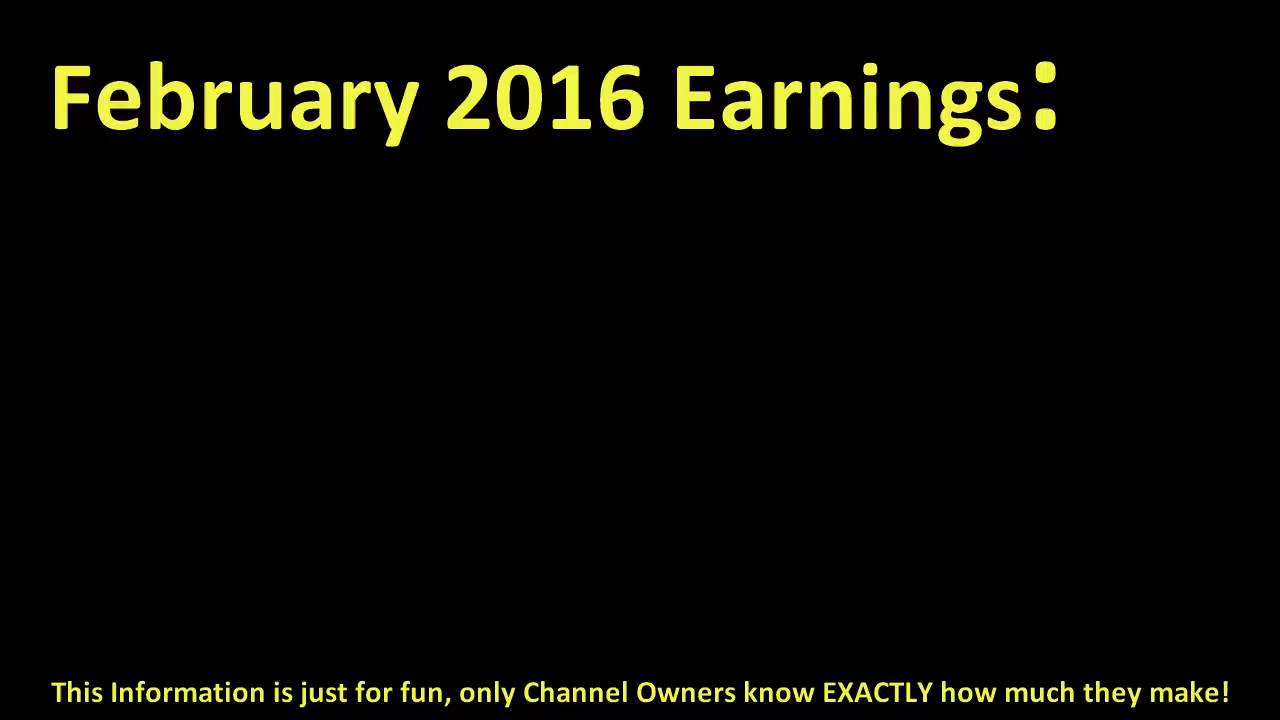 February 2016 Earnings:
This Information is just for fun, only Channel Owners know EXACTLY how much they make!